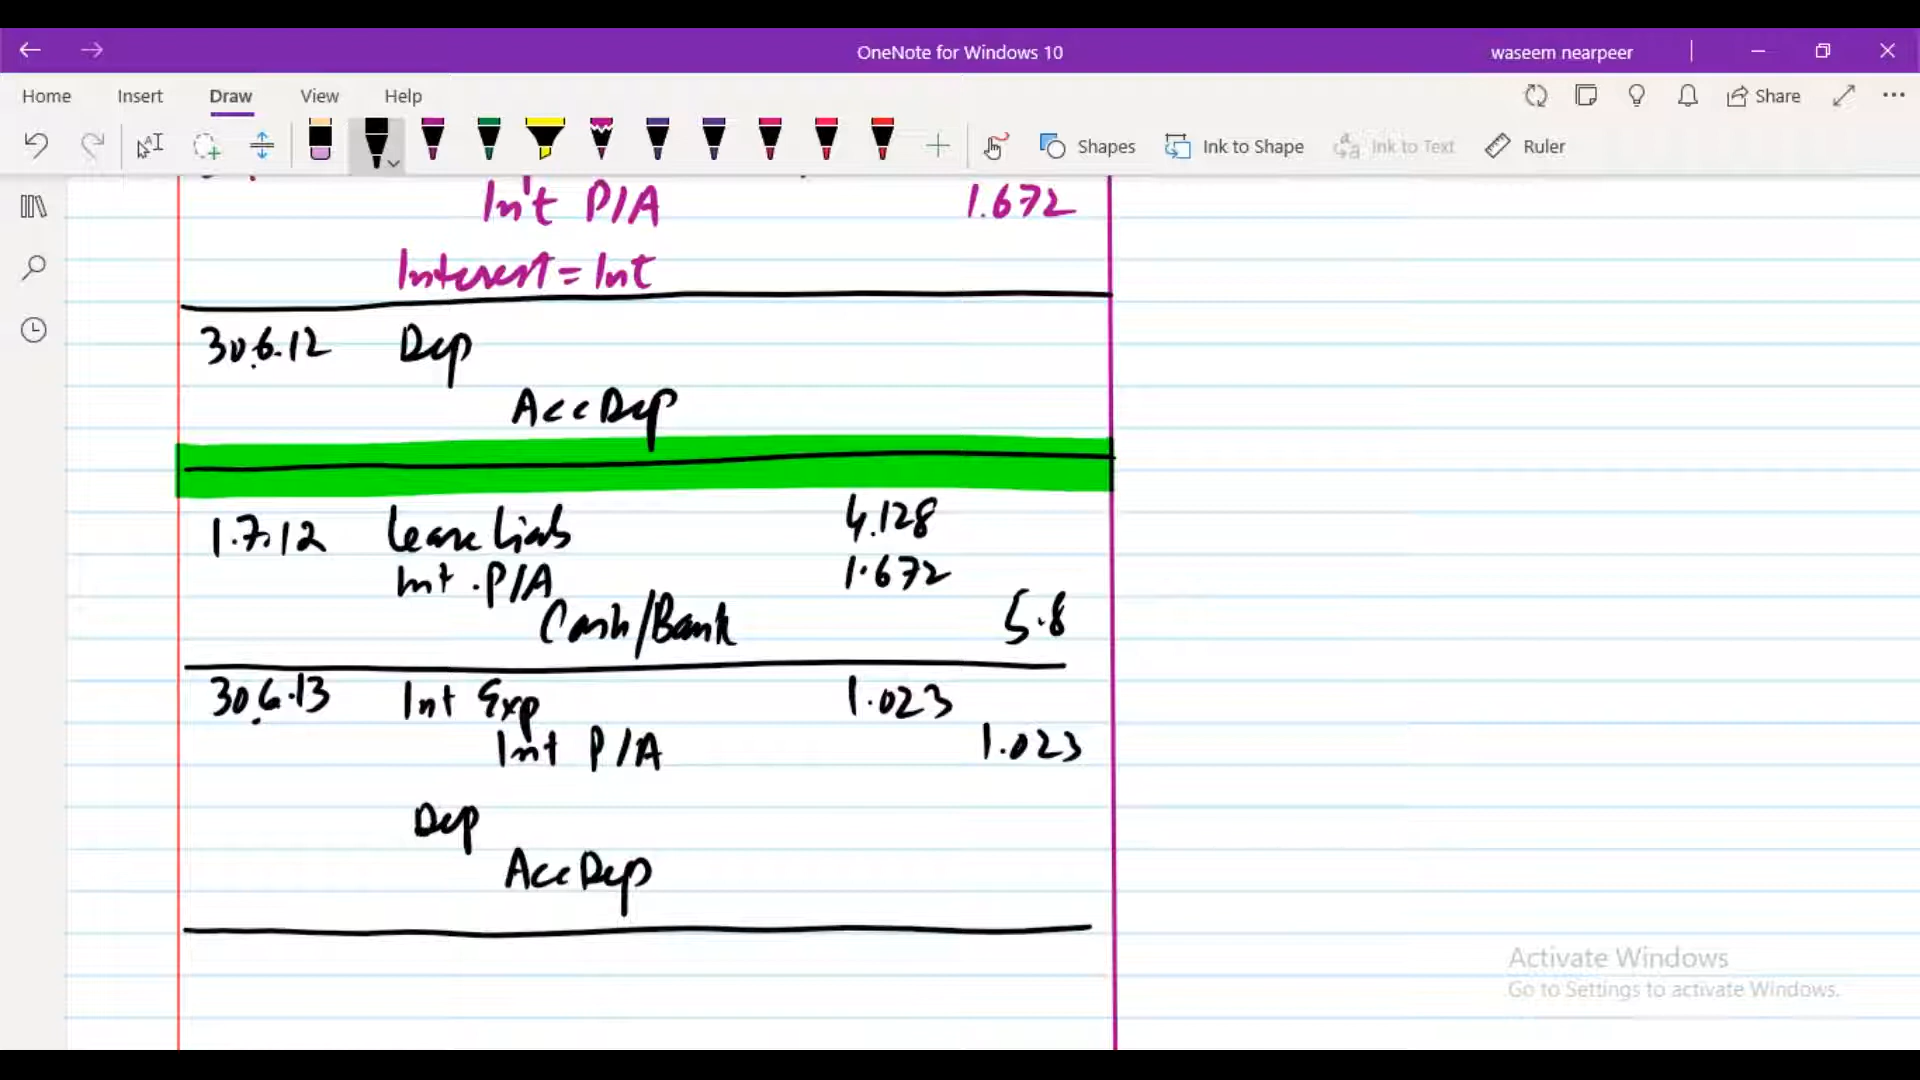 OneNote for Windows 10
waseem nearpeer
Home Insert Draw View Help
Share
Shapes Ink to Shape Ink to Text Ruler
Int P/A 1.672
Interest = Int
30.6.12 Dep
Acc Dep
1.7.12 Lease Liab 4.128
Int. P/A 1.672
Cash/Bank 5.8
30.6.13 Int Exp 1.023
Int P/A 1.023
Dep
Acc Dep
Activate Windows
Go to Settings to activate Windows.